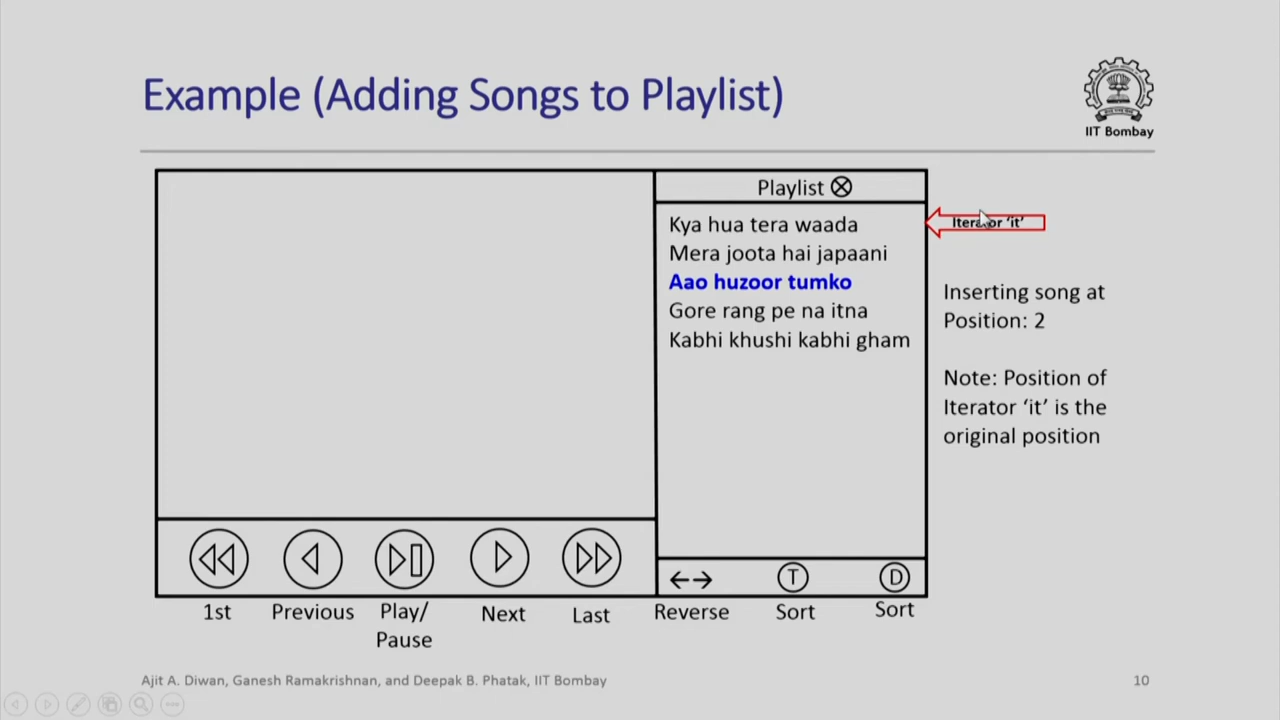 Example (Adding Songs to Playlist)
IIT Bombay
Playlist
Kya hua tera waada
Mera joota hai japaani
Aao huzoor tumko
Gore rang pe na itna
Kabhi khushi kabhi gham
Iterator ‘it’
Inserting song at
Position: 2
Note: Position of
Iterator ‘it’ is the
original position
T
D
1st
Previous
Play/
Pause
Next
Last
Reverse
Sort
Sort
Ajit A. Diwan, Ganesh Ramakrishnan, and Deepak B. Phatak, IIT Bombay
10